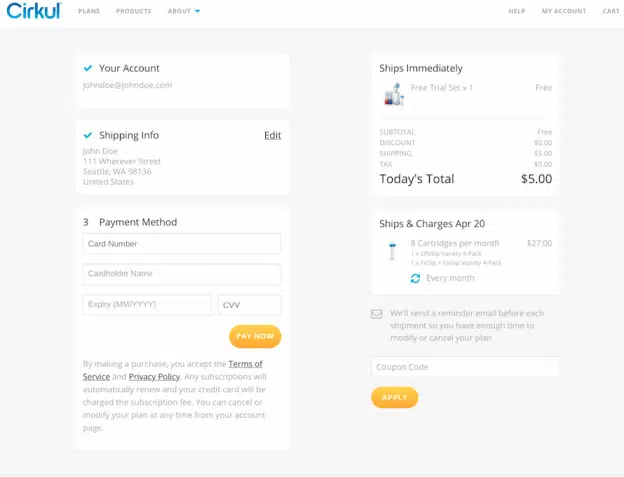 Cirkul
PLANS PRODUCTS ABOUT HELP MY ACCOUNT CART
Your Account
johndoe@johndoe.com
Shipping Info Edit
John Doe
111 Wherever Street
Seattle, WA 98136
United States
3 Payment Method
Card Number
Cardholder Name
Expiry (MM/YYYY) CVV
PAY NOW
By making a purchase, you accept the Terms of
Service and Privacy Policy. Any subscriptions will
automatically renew and your credit card will be
charged the subscription fee. You can cancel or
modify your plan at any time from your account
page.
Ships Immediately
Free Trial Set x 1 Free
SUBTOTAL Free
DISCOUNT $0.00
SHIPPING $5.00
TAX $0.00
Today's Total $5.00
Ships & Charges Apr 20
8 Cartridges per month $27.00
1 x LifeSip Variety 4-Pack
1 x FitSip + GoSip Variety 4-Pack
Every month
We'll send a reminder email before each
shipment so you have enough time to
modify or cancel your plan
Coupon Code
APPLY